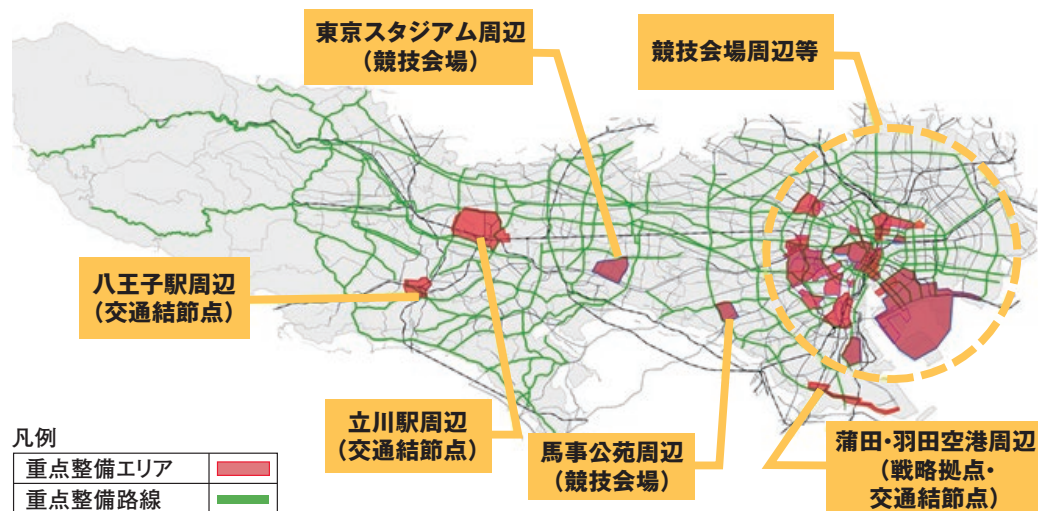 東京スタジアム周辺
(競技会場)
競技会場周辺等
八王子駅周辺
(交通結節点)
立川駅周辺
(交通結節点)
馬事公苑周辺
(競技会場)
蒲田・羽田空港周辺
(戦略拠点・
交通結節点)
凡例
重点整備エリア
重点整備路線